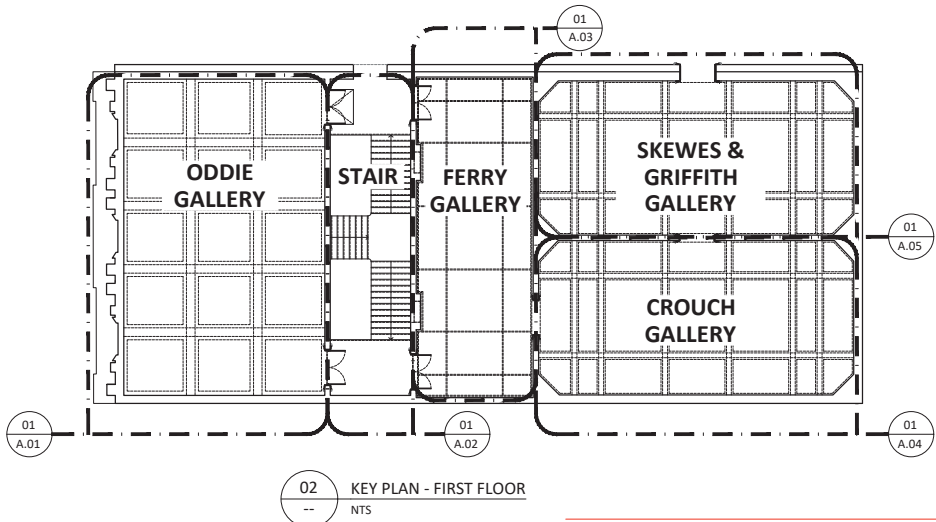 01
A.03
ODDIE
GALLERY
STAIR
FERRY
GALLERY
SKEWES &
GRIFFITH
GALLERY
01
A.05
CROUCH
GALLERY
01
A.01
01
A.02
01
A.04
02
--
KEY PLAN - FIRST FLOOR
NTS